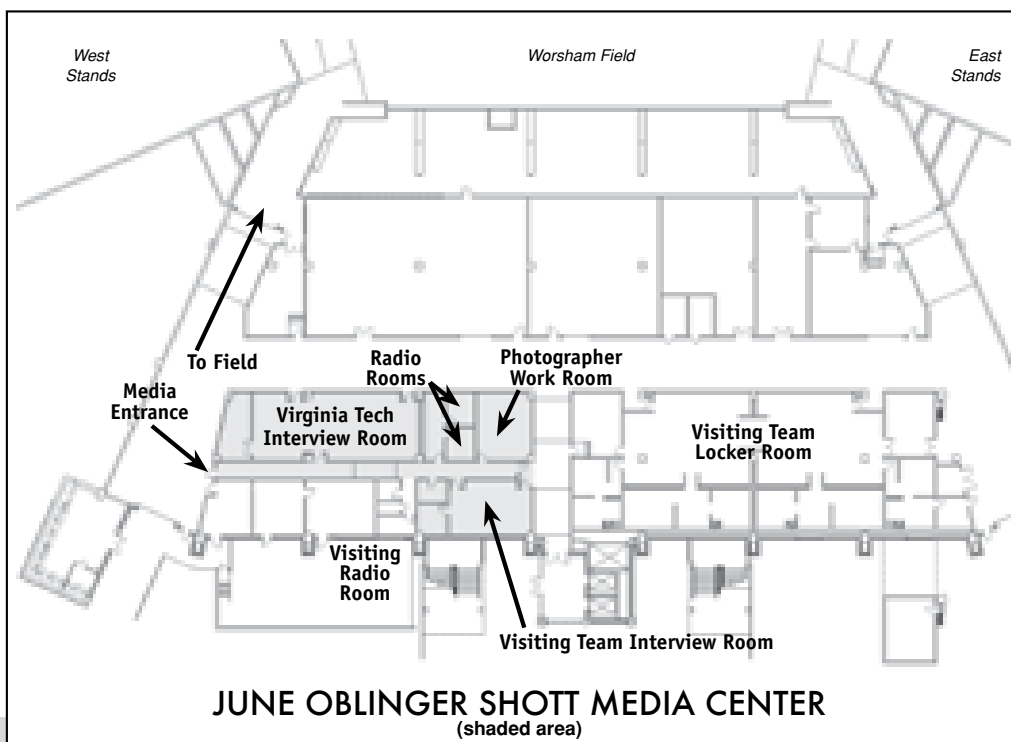 West
Stands
Worsham Field
East
Stands
To Field
Media
Entrance
Radio
Rooms
Photographer
Work Room
Virginia Tech
Interview Room
Visiting Team
Locker Room
Visiting
Radio
Room
Visiting Team Interview Room
JUNE OBLINGER SHOTT MEDIA CENTER
(shaded area)